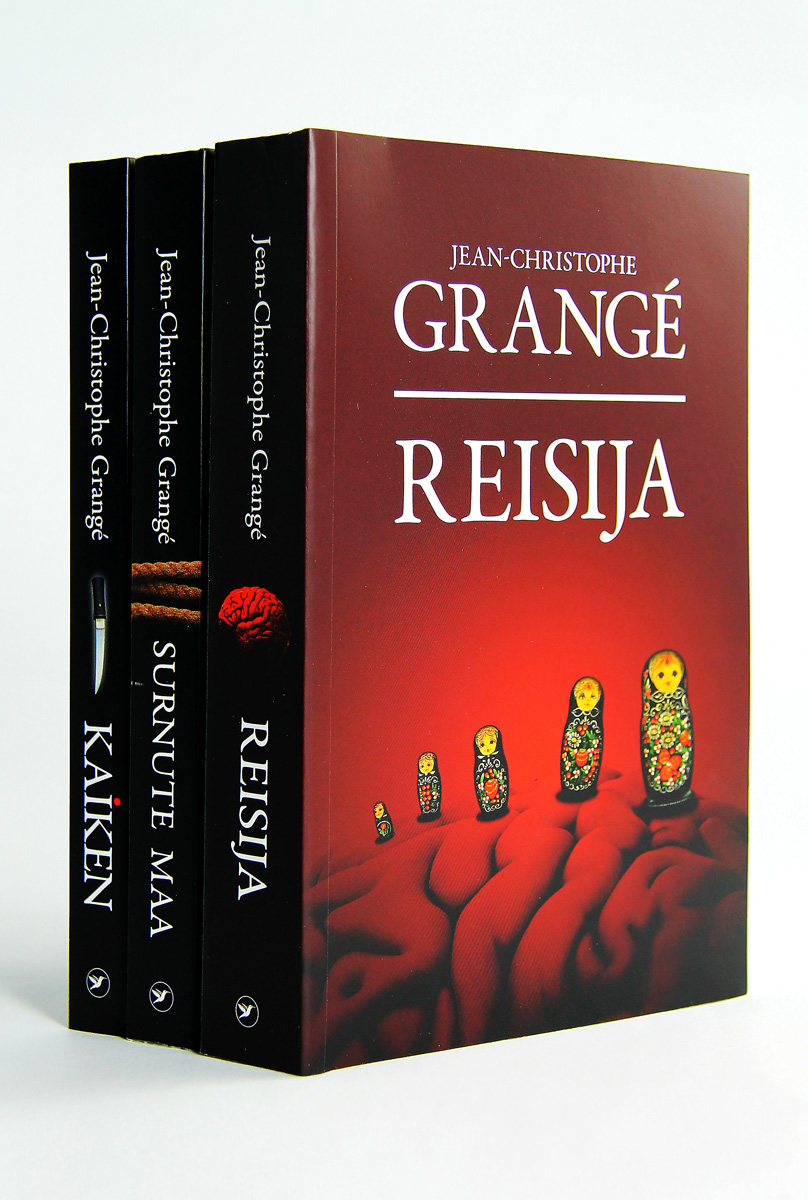 JEAN-CHRISTOPHE
GRANGÉ
REISIJA
Jean-Christophe Grangé
KAIKEN
Jean-Christophe Grangé
SURNUTE MAA
Jean-Christophe Grangé
REISIJA